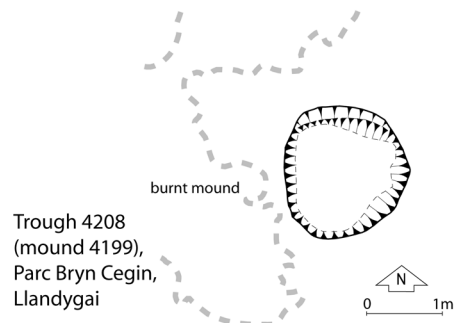 burnt mound
Trough 4208
(mound 4199),
Parc Bryn Cegin,
Llandygai
N
0 1m